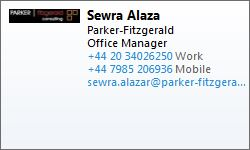 PARKER fitzgerald
consulting
Sewra Alaza
Parker-Fitzgerald
Office Manager
+44 20 34026250 Work
+44 7985 206936 Mobile
sewra.alazar@parker-fitzgera...